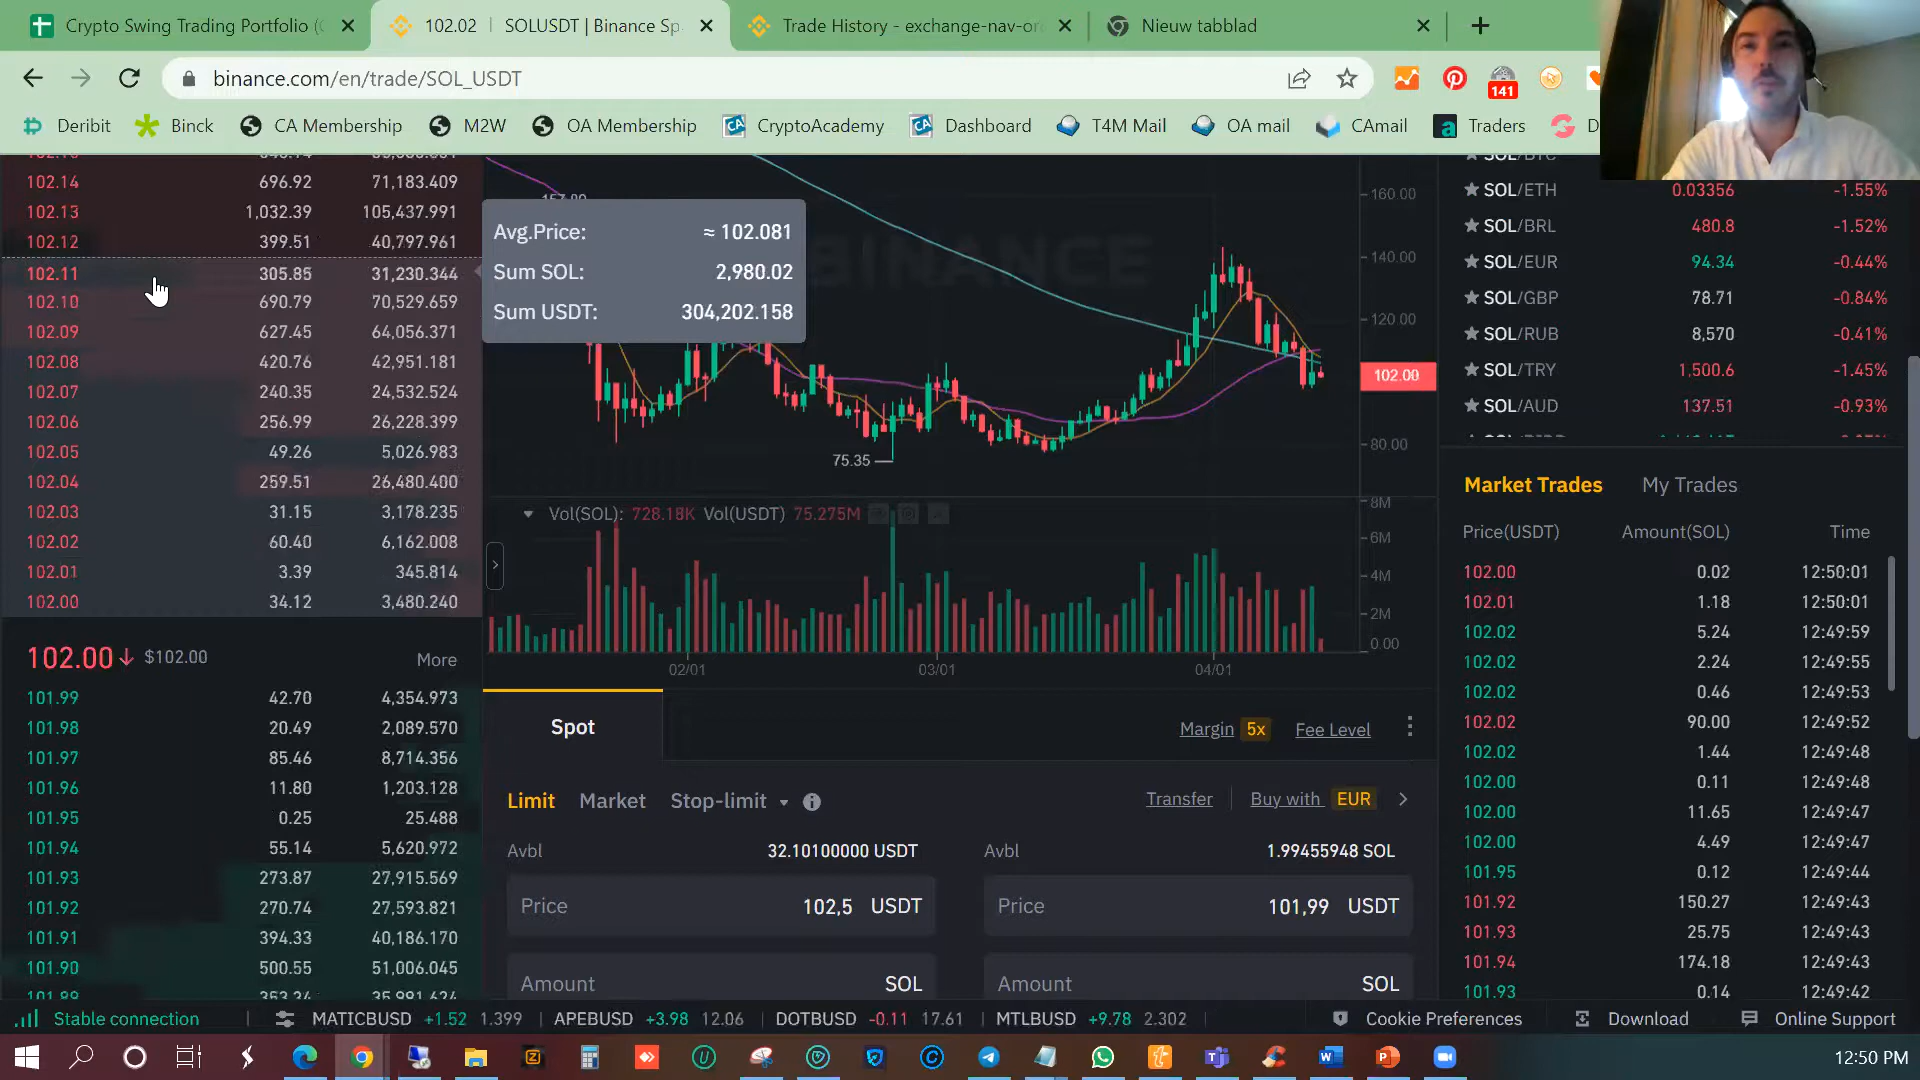 Crypto Swing Trading Portfolio (
102.02 | SOLUSDT | Binance Sp
Trade History - exchange-nav-or
Nieuw tabblad
binance.com/en/trade/SOL_USDT
141
Deribit
Binck
CA Membership
M2W
OA Membership
CryptoAcademy
Dashboard
T4M Mail
OA mail
CAmail
Traders
D
102.14 696.92 71,183.409
102.13 1,032.39 105,437.991
102.12 399.51 40,797.961
102.11 305.85 31,230.344
102.10 690.79 70,529.659
102.09 627.45 64,056.371
102.08 420.76 42,951.181
102.07 240.35 24,532.524
102.06 256.99 26,228.399
102.05 49.26 5,026.983
102.04 259.51 26,480.400
102.03 31.15 3,178.235
102.02 60.40 6,162.008
102.01 3.39 345.814
102.00 34.12 3,480.240
102.00 ↓ $102.00 More
101.99 42.70 4,354.973
101.98 20.49 2,089.570
101.97 85.46 8,714.356
101.96 11.80 1,203.128
101.95 0.25 25.488
101.94 55.14 5,620.972
101.93 273.87 27,915.569
101.92 270.74 27,593.821
101.91 394.33 40,186.170
101.90 500.55 51,006.045
Avg.Price: ≈ 102.081
Sum SOL: 2,980.02
Sum USDT: 304,202.158
BINANCE
160.00
140.00
120.00
102.00
80.00
75.35
Vol(SOL): 728.18K Vol(USDT) 75.275M
8M
6M
4M
2M
0.00
02/01 03/01 04/01
Spot
Margin 5x Fee Level
Limit Market Stop-limit
Transfer | Buy with EUR
Avbl 32.10100000 USDT
Avbl 1.99455948 SOL
Price 102,5 USDT
Price 101,99 USDT
Amount SOL
Amount SOL
SOL/ETH 0.03356 -1.55%
SOL/BRL 480.8 -1.52%
SOL/EUR 94.34 -0.44%
SOL/GBP 78.71 -0.84%
SOL/RUB 8,570 -0.41%
SOL/TRY 1,500.6 -1.45%
SOL/AUD 137.51 -0.93%
Market Trades My Trades
Price(USDT) Amount(SOL) Time
102.00 0.02 12:50:01
102.01 1.18 12:50:01
102.02 5.24 12:49:59
102.02 2.24 12:49:55
102.02 0.46 12:49:53
102.02 90.00 12:49:52
102.02 1.44 12:49:48
102.00 0.11 12:49:48
102.00 11.65 12:49:47
102.00 4.49 12:49:47
101.95 0.12 12:49:44
101.92 150.27 12:49:43
101.93 25.75 12:49:43
101.94 174.18 12:49:43
101.93 0.14 12:49:42
Stable connection
MATICBUSD +1.52 1.399
APEBUSD +3.98 12.06
DOTBUSD -0.11 17.61
MTLBUSD +9.78 2.302
Cookie Preferences
Download
Online Support
12:50 PM